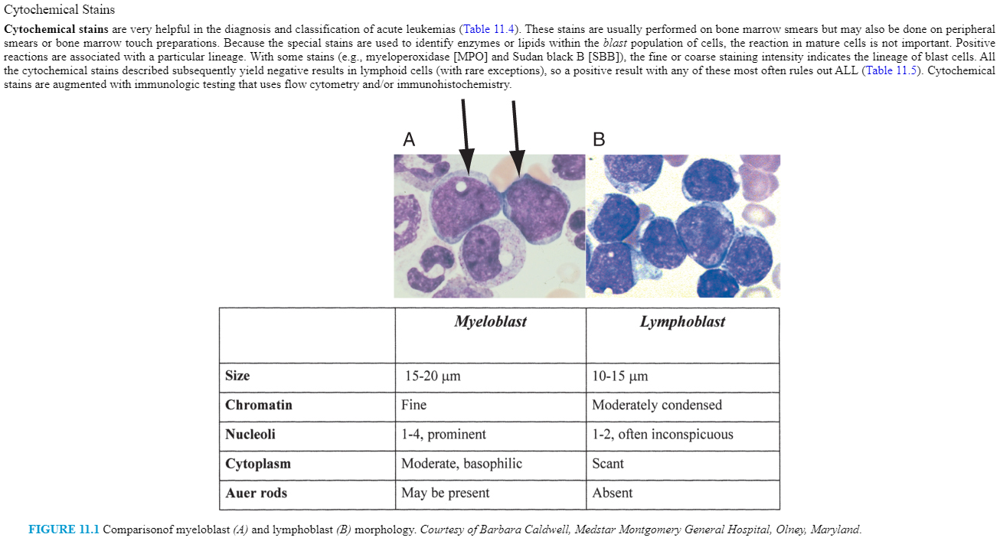 Cytochemical Stains
Cytochemical stains are very helpful in the diagnosis and classification of acute leukemias (Table 11.4). These stains are usually performed on bone marrow smears but may also be done on peripheral
smears or bone marrow touch preparations. Because the special stains are used to identify enzymes or lipids within the blast population of cells, the reaction in mature cells is not important. Positive
reactions are associated with a particular lineage. With some stains (e.g., myeloperoxidase [MPO] and Sudan black B [SBB]), the fine or coarse staining intensity indicates the lineage of blast cells. All
the cytochemical stains described subsequently yield negative results in lymphoid cells (with rare exceptions), so a positive result with any of these most often rules out ALL (Table 11.5). Cytochemical
stains are augmented with immunologic testing that uses flow cytometry and/or immunohistochemistry.
A B
Myeloblast Lymphoblast
Size 15-20 μm 10-15 μm
Chromatin Fine Moderately condensed
Nucleoli 1-4, prominent 1-2, often inconspicuous
Cytoplasm Moderate, basophilic Scant
Auer rods May be present Absent
FIGURE 11.1 Comparisonof myeloblast (A) and lymphoblast (B) morphology. Courtesy of Barbara Caldwell, Medstar Montgomery General Hospital, Olney, Maryland.